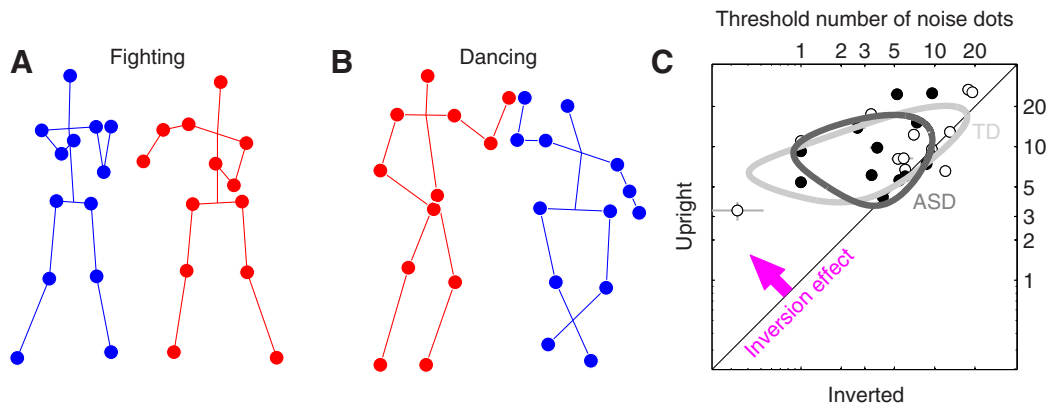 A
Fighting
B
Dancing
C
Threshold number of noise dots
1 2 3 5 10 20
Upright
20
10
5
3
2
1
TD
ASD
Inversion effect
Inverted